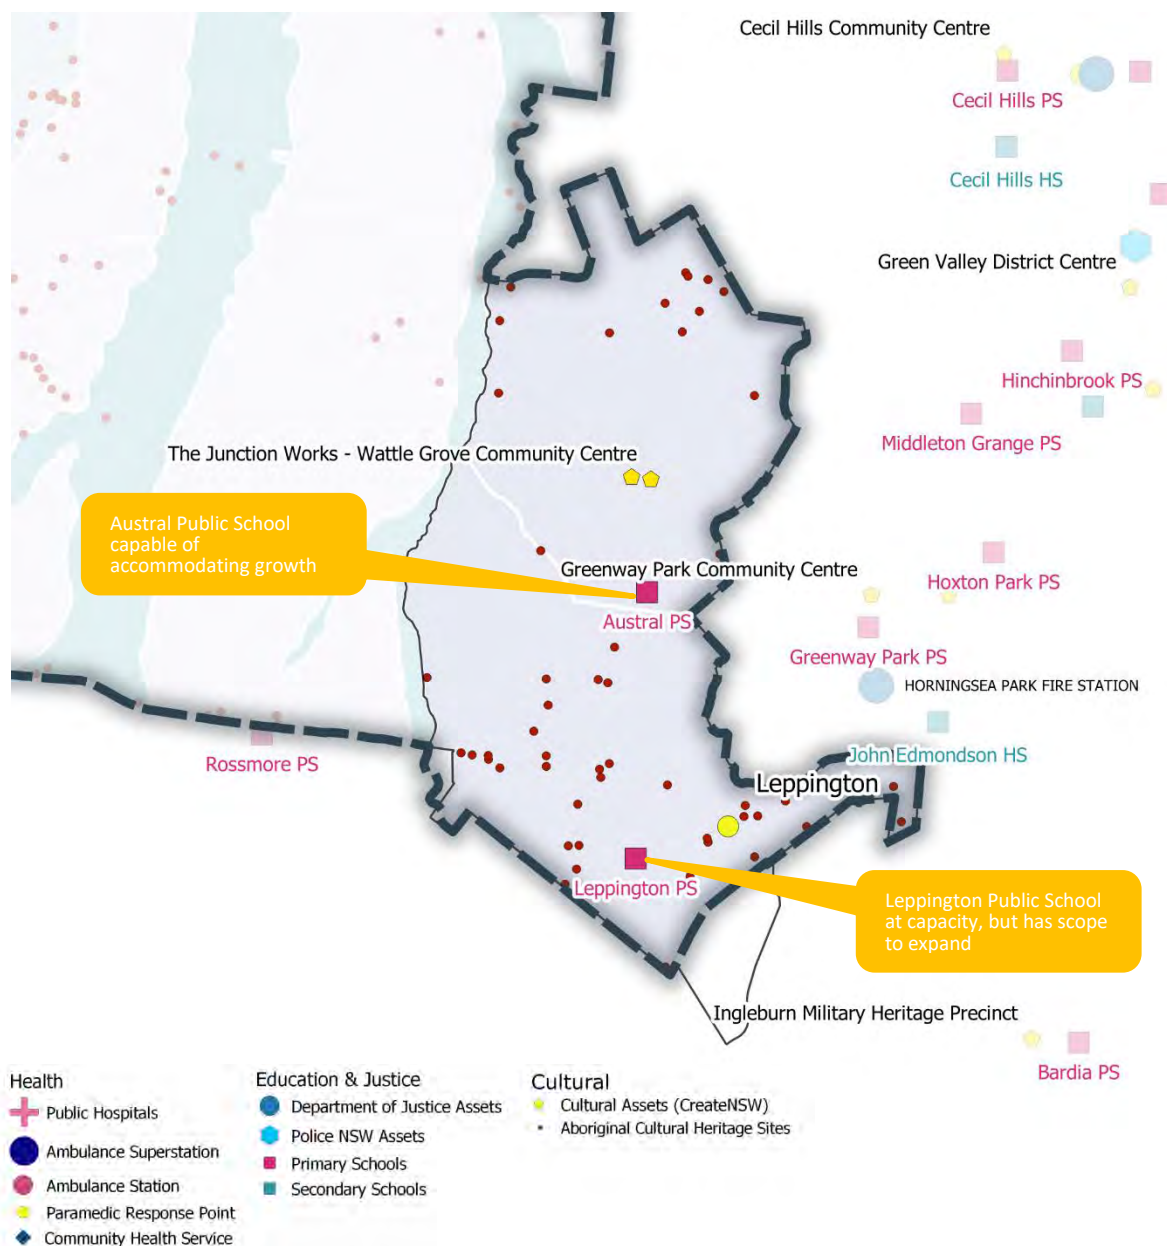 Cecil Hills Community Centre
Cecil Hills PS
Cecil Hills HS
Green Valley District Centre
Hinchinbrook PS
Middleton Grange PS
The Junction Works - Wattle Grove Community Centre
Austral Public School
capable of
accommodating growth
Greenway Park Community Centre
Hoxton Park PS
Austral PS
Greenway Park PS
HORNINGSEA PARK FIRE STATION
John Edmondson HS
Rossmore PS
Leppington
Leppington PS
Leppington Public School
at capacity, but has scope
to expand
Ingleburn Military Heritage Precinct
Bardia PS
Health
Public Hospitals
Ambulance Superstation
Ambulance Station
Paramedic Response Point
Community Health Service
Education & Justice
Department of Justice Assets
Police NSW Assets
Primary Schools
Secondary Schools
Cultural
Cultural Assets (CreateNSW)
Aboriginal Cultural Heritage Sites